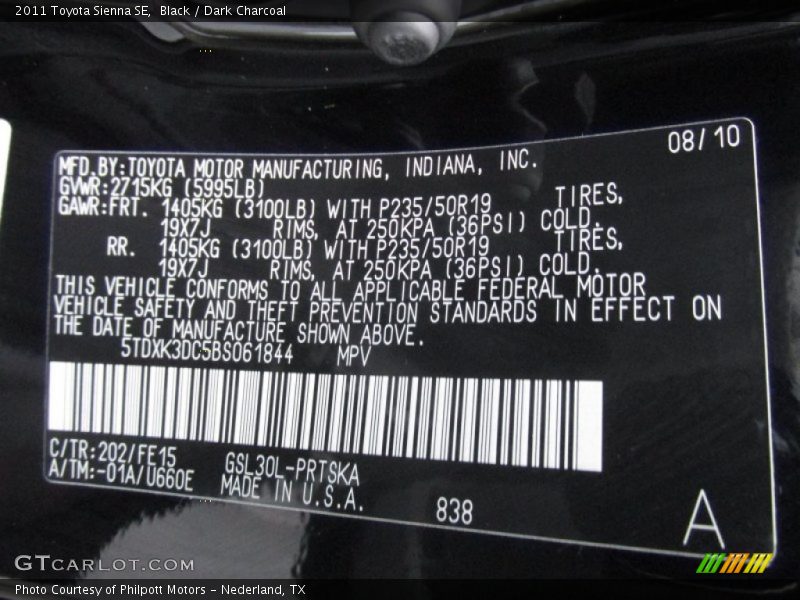 2011 Toyota Sienna SE, Black / Dark Charcoal
08/10
MFD.BY:TOYOTA MOTOR MANUFACTURING, INDIANA, INC.
GVWR:2715KG (5995LB)
GAWR:FRT. 1405KG (3100LB) WITH P235/50R19 TIRES,
19X7J RIMS, AT 250KPA (36PSI) COLD.
RR. 1405KG (3100LB) WITH P235/50R19 TIRES,
19X7J RIMS, AT 250KPA (36PSI) COLD.
THIS VEHICLE CONFORMS TO ALL APPLICABLE FEDERAL MOTOR
VEHICLE SAFETY AND THEFT PREVENTION STANDARDS IN EFFECT ON
THE DATE OF MANUFACTURE SHOWN ABOVE.
5TDXK3DC5BS061844 MPV
C/TR:202/FE15 GSL30L-PRTSKA
A/TM:-01A/U660E MADE IN U.S.A.
838
A
GTCARLOT.COM
Photo Courtesy of Philpott Motors - Nederland, TX